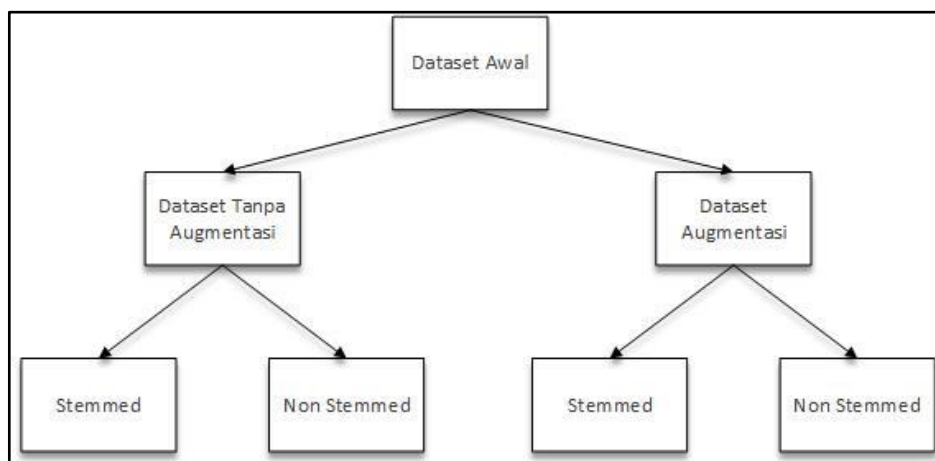 Dataset Awal
Dataset Tanpa
Augmentasi
Dataset
Augmentasi
Stemmed
Non Stemmed
Stemmed
Non Stemmed